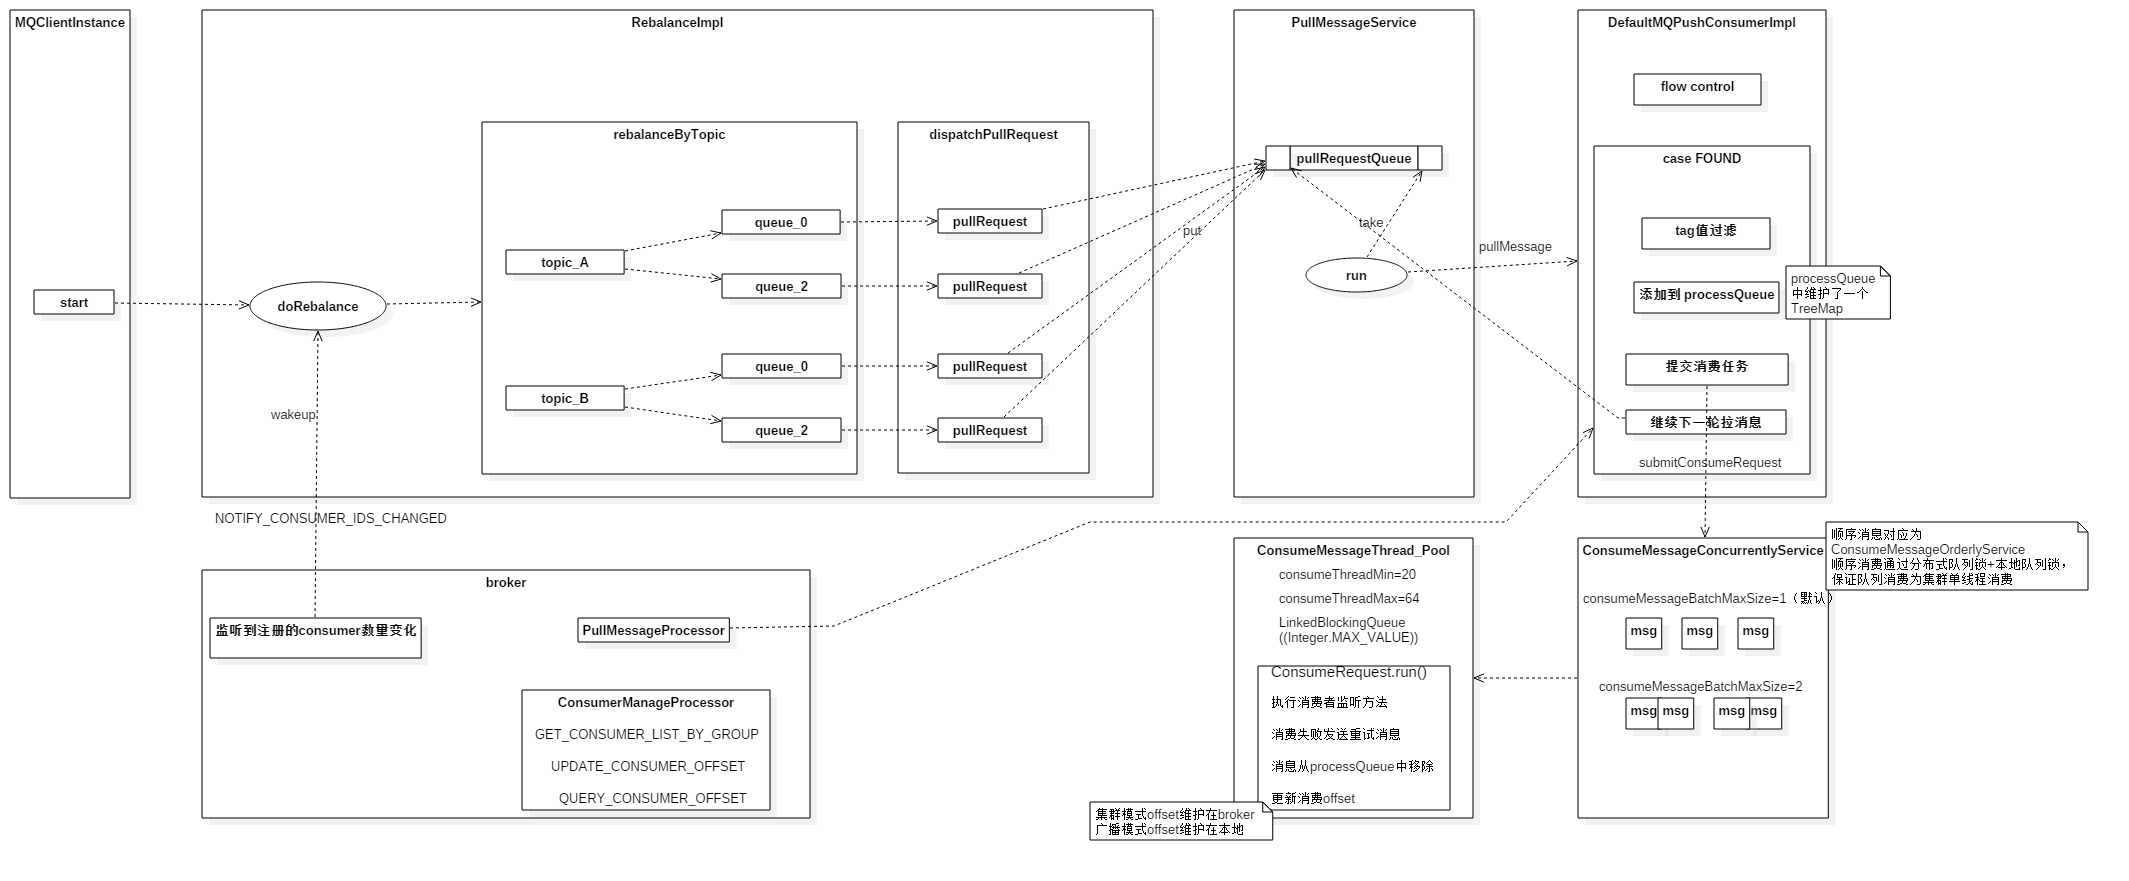 MQClientInstance
start
RebalanceImpl
doRebalance
wakeup
NOTIFY_CONSUMER_IDS_CHANGED
rebalanceByTopic
topic_A
queue_0
queue_2
topic_B
queue_0
queue_2
dispatchPullRequest
pullRequest
pullRequest
pullRequest
pullRequest
put
PullMessageService
pullRequestQueue
take
run
pullMessage
DefaultMQPushConsumerImpl
flow control
case FOUND
tag值过滤
添加到 processQueue
processQueue
中维护了一个
TreeMap
提交消费任务
继续下一轮拉消息
submitConsumeRequest
broker
监听到注册的consumer数量变化
PullMessageProcessor
ConsumerManageProcessor
GET_CONSUMER_LIST_BY_GROUP
UPDATE_CONSUMER_OFFSET
QUERY_CONSUMER_OFFSET
ConsumeMessageThread_Pool
consumeThreadMin=20
consumeThreadMax=64
LinkedBlockingQueue
((Integer.MAX_VALUE))
ConsumeRequest.run()
执行消费者监听方法
消费失败发送重试消息
消息从processQueue中移除
更新消费offset
集群模式offset维护在broker
广播模式offset维护在本地
ConsumeMessageConcurrentlyService
顺序消息对应为
ConsumeMessageOrderlyService
顺序消费通过分布式队列锁+本地队列锁，
保证队列消费为集群单线程消费
consumeMessageBatchMaxSize=1（默认）
msg
msg
msg
consumeMessageBatchMaxSize=2
msg
msg
msg
msg